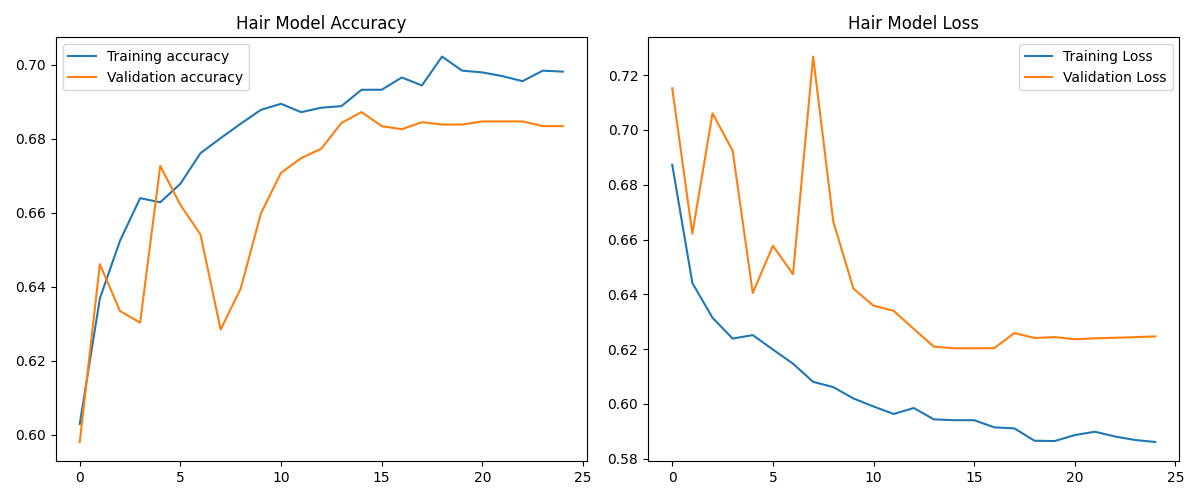 Hair Model Accuracy
Training accuracy
Validation accuracy
0.70
0.68
0.66
0.64
0.62
0.60
0 5 10 15 20 25
Hair Model Loss
Training Loss
Validation Loss
0.72
0.70
0.68
0.66
0.64
0.62
0.60
0.58
0 5 10 15 20 25